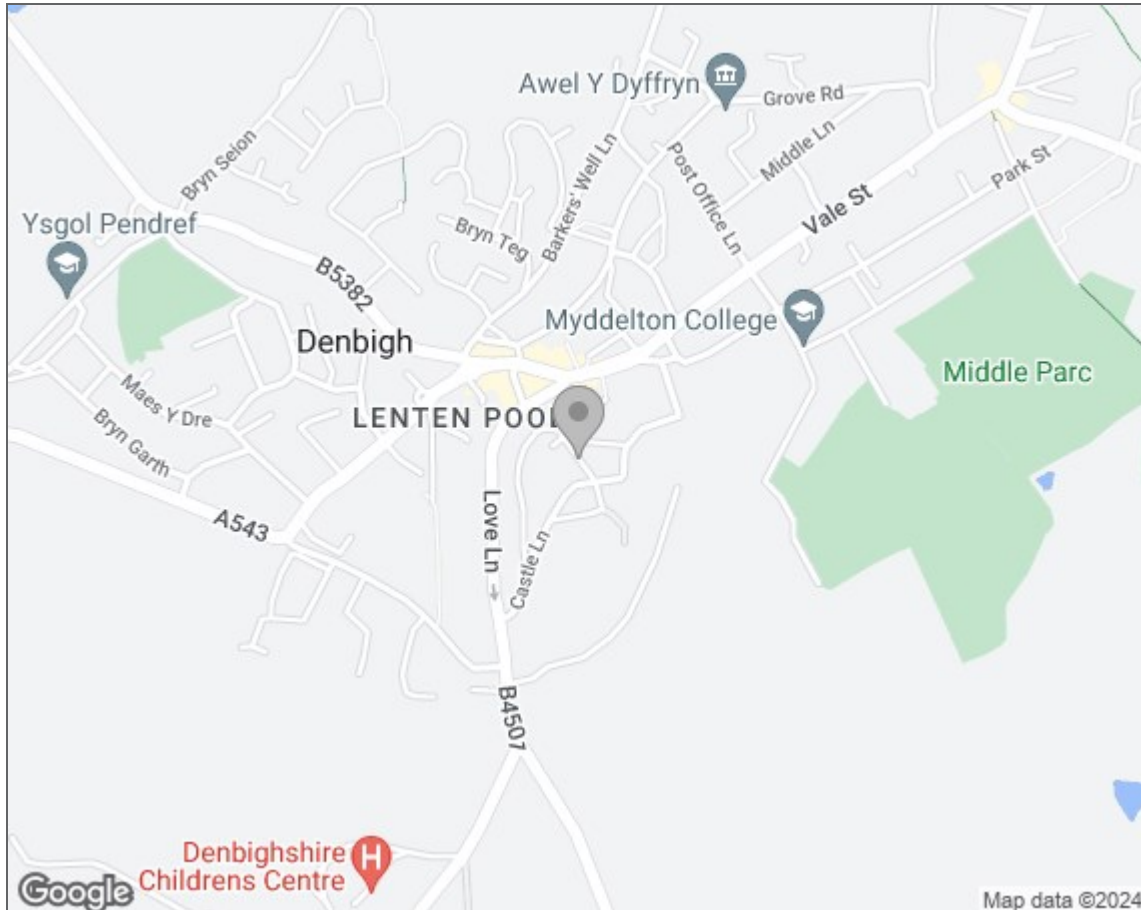 Awel Y Dyffryn
Grove Rd
Middle Ln
Post Office Ln
Park St
Vale St
Bryn Seion
Barkers' Well Ln
Bryn Teg
Ysgol Pendref
B5382
Myddelton College
Denbigh
Middle Parc
Maes Y Dre
LENTEN POOL
Bryn Garth
A543
Love Ln
Castle Ln
B4501
Denbighshire
Childrens Centre
H
Google
Map data ©2024